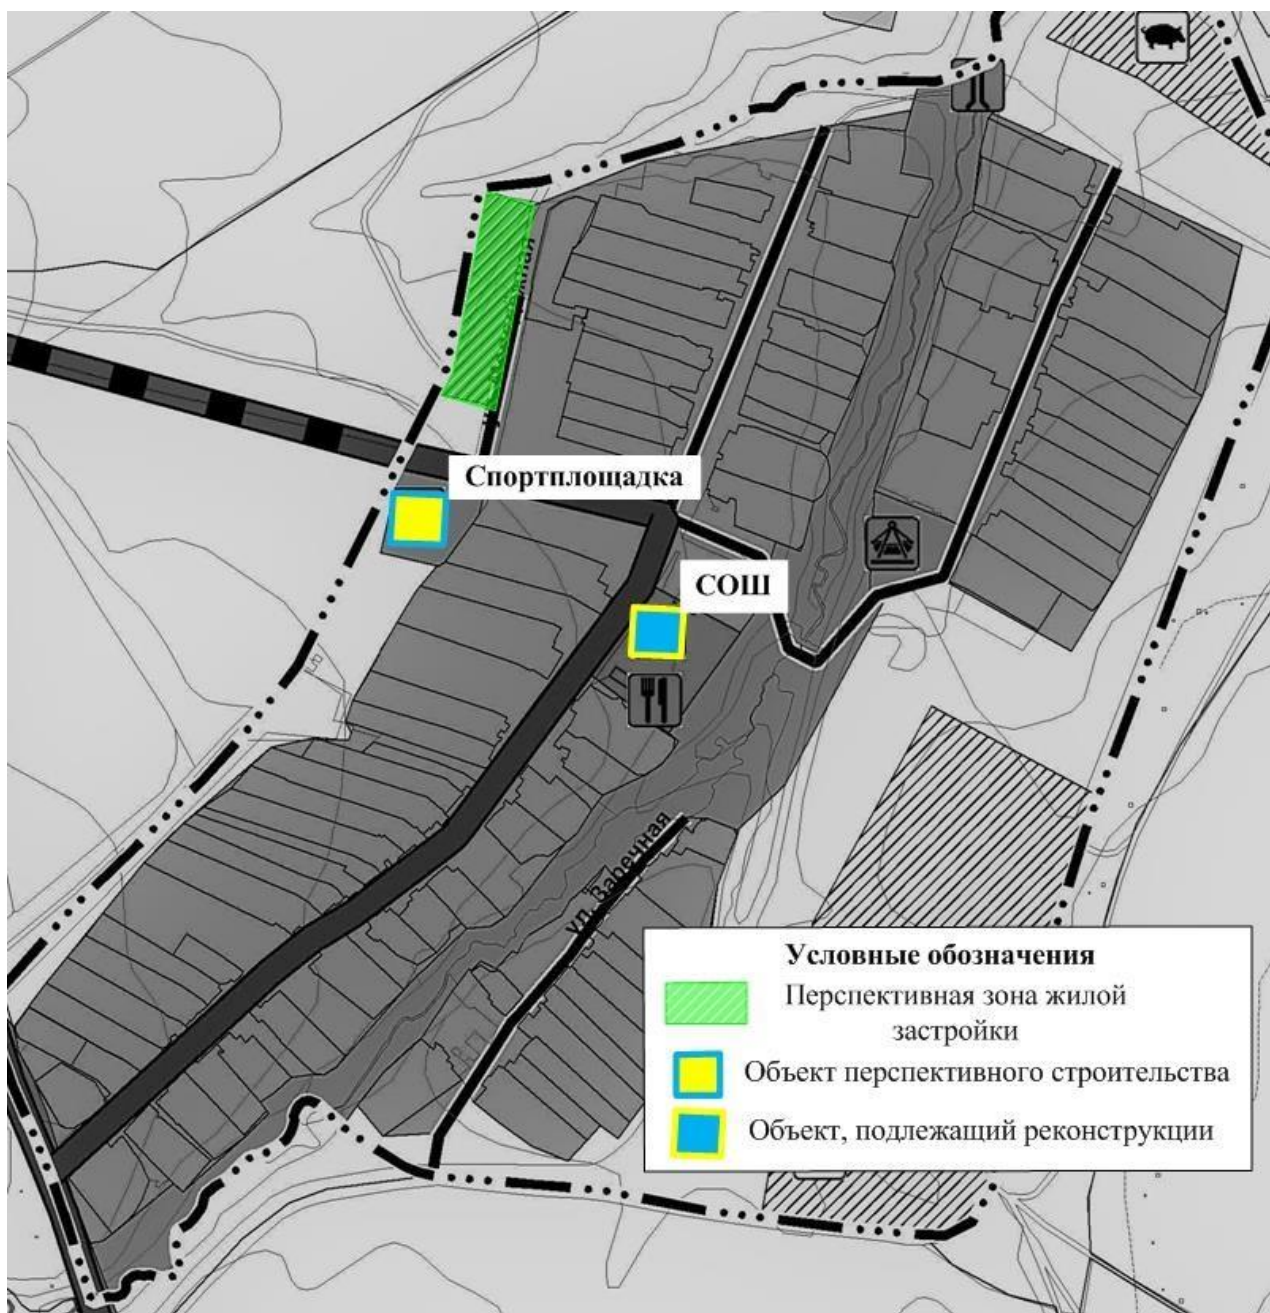 Спортплощадка
СОШ
ул. Заречная
Условные обозначения
Перспективная зона жилой
застройки
Объект перспективного строительства
Объект, подлежащий реконструкции